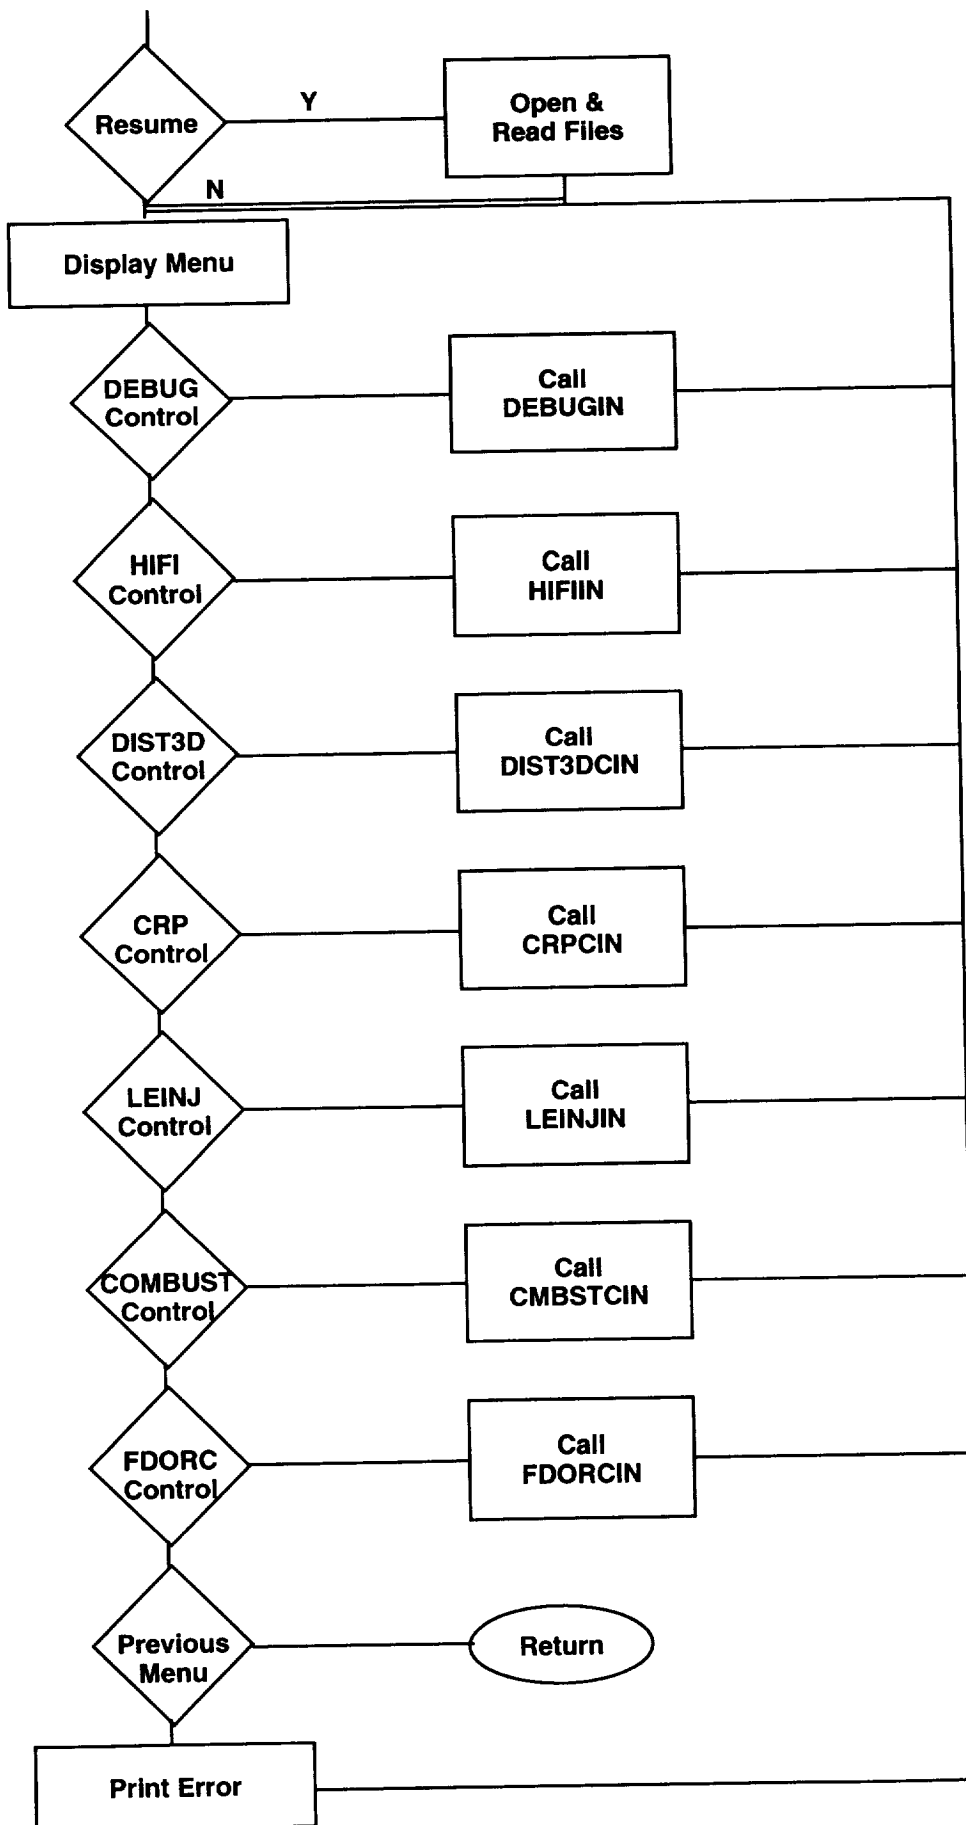 Resume
Y
Open &
Read Files
N
Display Menu
DEBUG
Control
Call
DEBUGIN
HIFI
Control
Call
HIFIIN
DIST3D
Control
Call
DIST3DCIN
CRP
Control
Call
CRPCIN
LEINJ
Control
Call
LEINJIN
COMBUST
Control
Call
CMBSTCIN
FDORC
Control
Call
FDORCIN
Previous
Menu
Return
Print Error